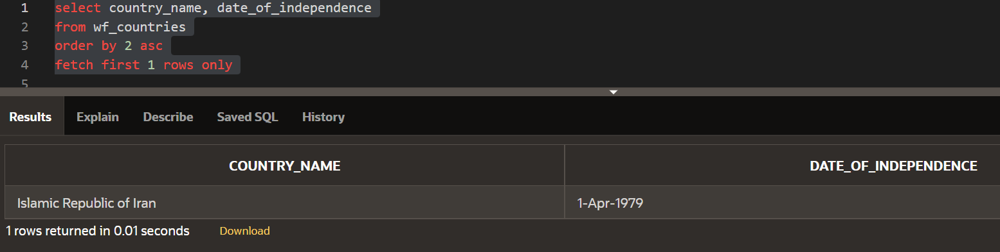 1 select country_name, date_of_independence
2 from wf_countries
3 order by 2 asc
4 fetch first 1 rows only
5
Results Explain Describe Saved SQL History
COUNTRY_NAME DATE_OF_INDEPENDENCE
Islamic Republic of Iran 1-Apr-1979
1 rows returned in 0.01 seconds Download